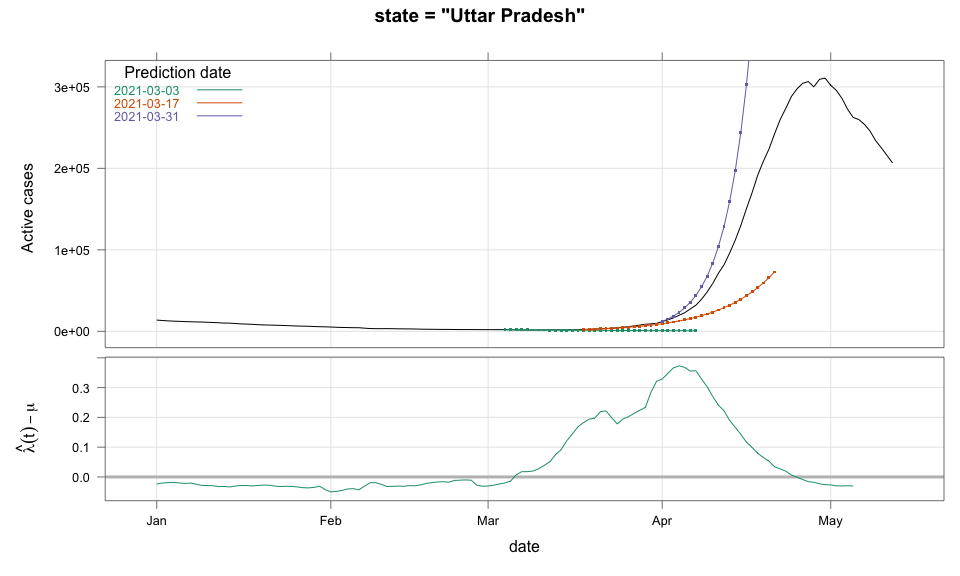 state = "Uttar Pradesh"
Prediction date
2021-03-03
2021-03-17
2021-03-31
Active cases
3e+05
2e+05
1e+05
0e+00
λ̂(t) − μ
0.3
0.2
0.1
0.0
Jan Feb Mar Apr May
date